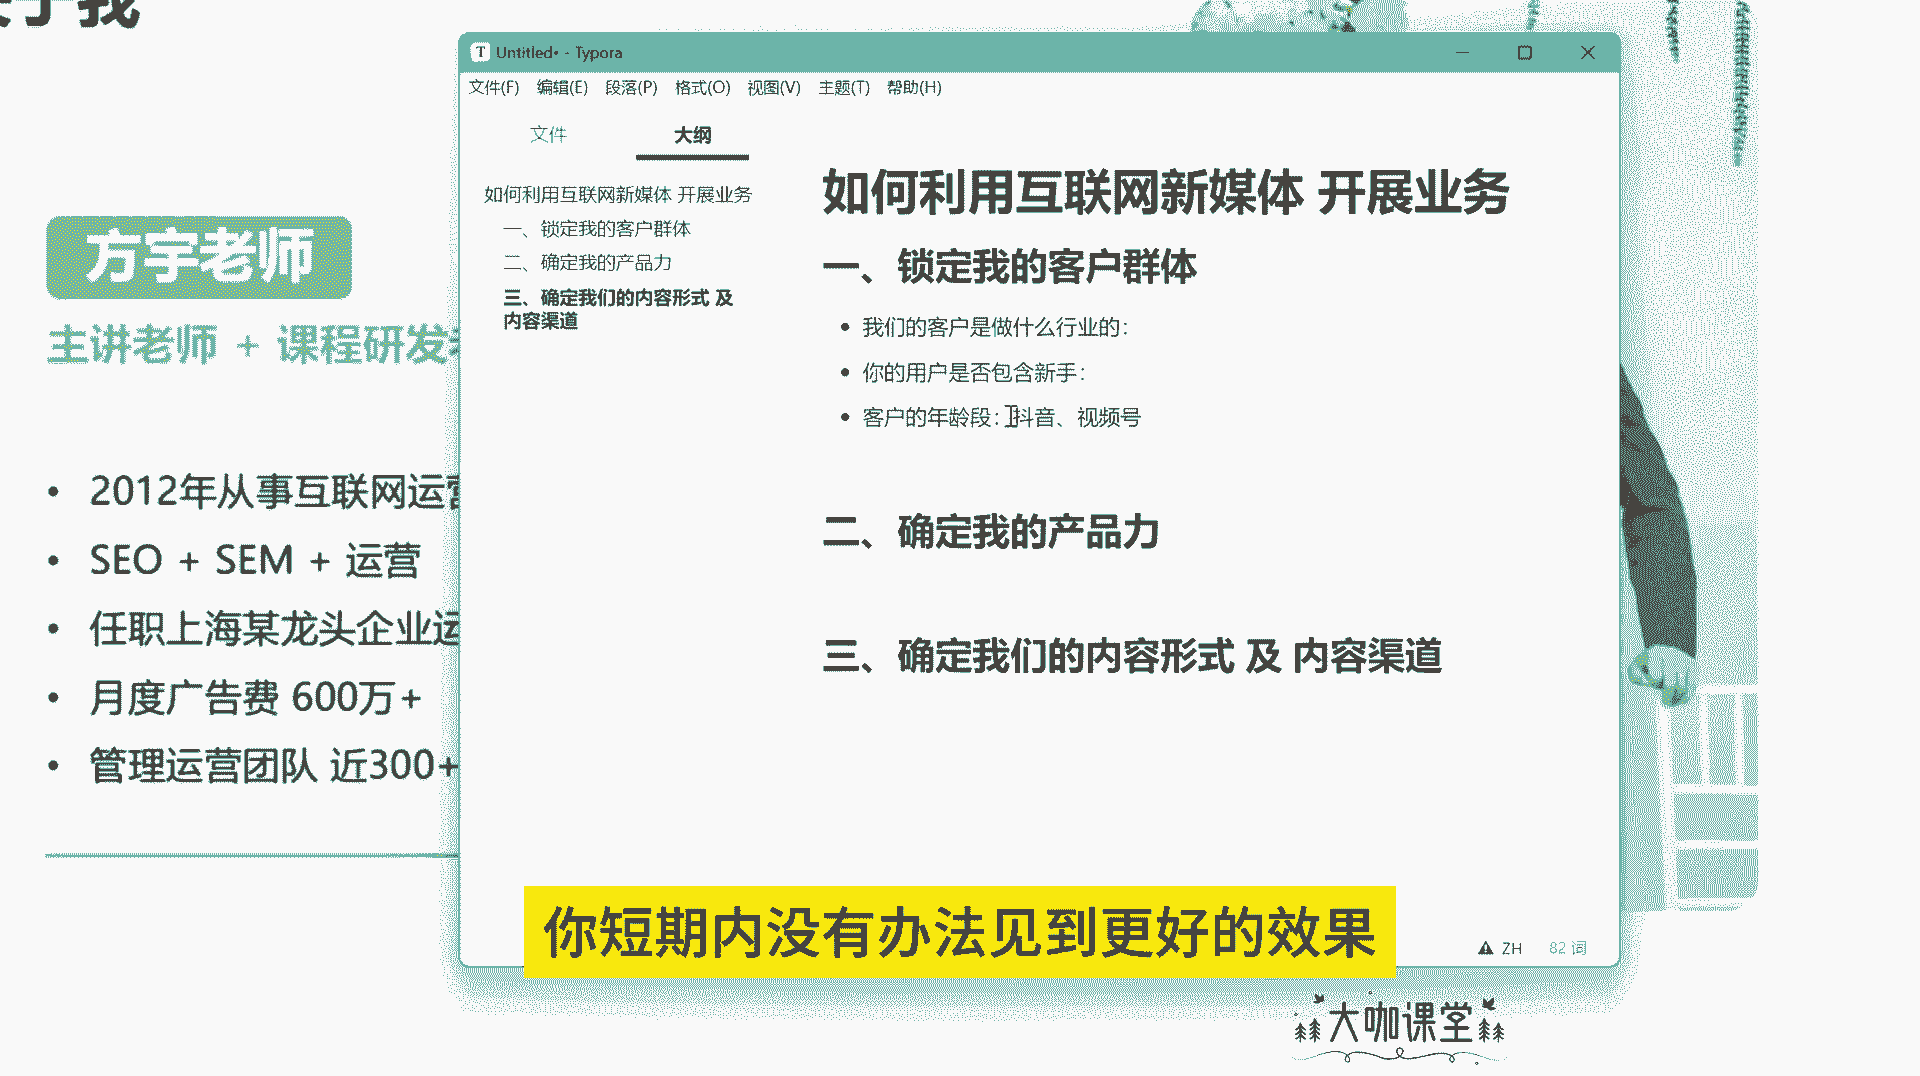 于我
方宇老师
主讲老师 + 课程研发
2012年从事互联网运营
SEO + SEM + 运营
任职上海某龙头企业运
月度广告费 600万+
管理运营团队 近300+
Untitled• - Typora
文件(F) 编辑(E) 段落(P) 格式(O) 视图(V) 主题(T) 帮助(H)
文件 大纲
如何利用互联网新媒体 开展业务
一、锁定我的客户群体
二、确定我的产品力
三、确定我们的内容形式 及
内容渠道
如何利用互联网新媒体 开展业务
一、锁定我的客户群体
我们的客户是做什么行业的：
你的用户是否包含新手：
客户的年龄段：抖音、视频号
二、确定我的产品力
三、确定我们的内容形式 及 内容渠道
ZH 82 词
你短期内没有办法见到更好的效果
大咖课堂